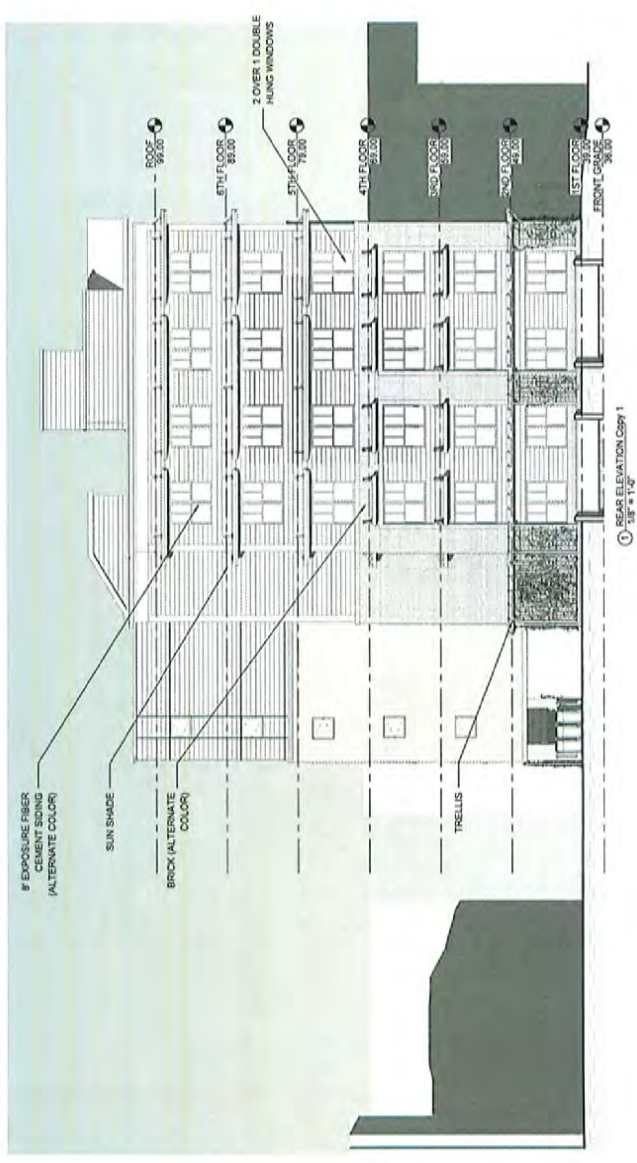 8' EXPOSURE FIBER
CEMENT SIDING
(ALTERNATE COLOR)
SUN SHADE
BRICK (ALTERNATE
COLOR)
TRELLIS
2 OVER 1 DOUBLE
HUNG WINDOWS
ROOF
99.00
6TH FLOOR
89.00
5TH FLOOR
79.00
4TH FLOOR
69.00
3RD FLOOR
59.00
2ND FLOOR
49.00
1ST FLOOR
39.00
FRONT GRADE
36.00
1 REAR ELEVATION Copy 1
1/8" = 1'-0"